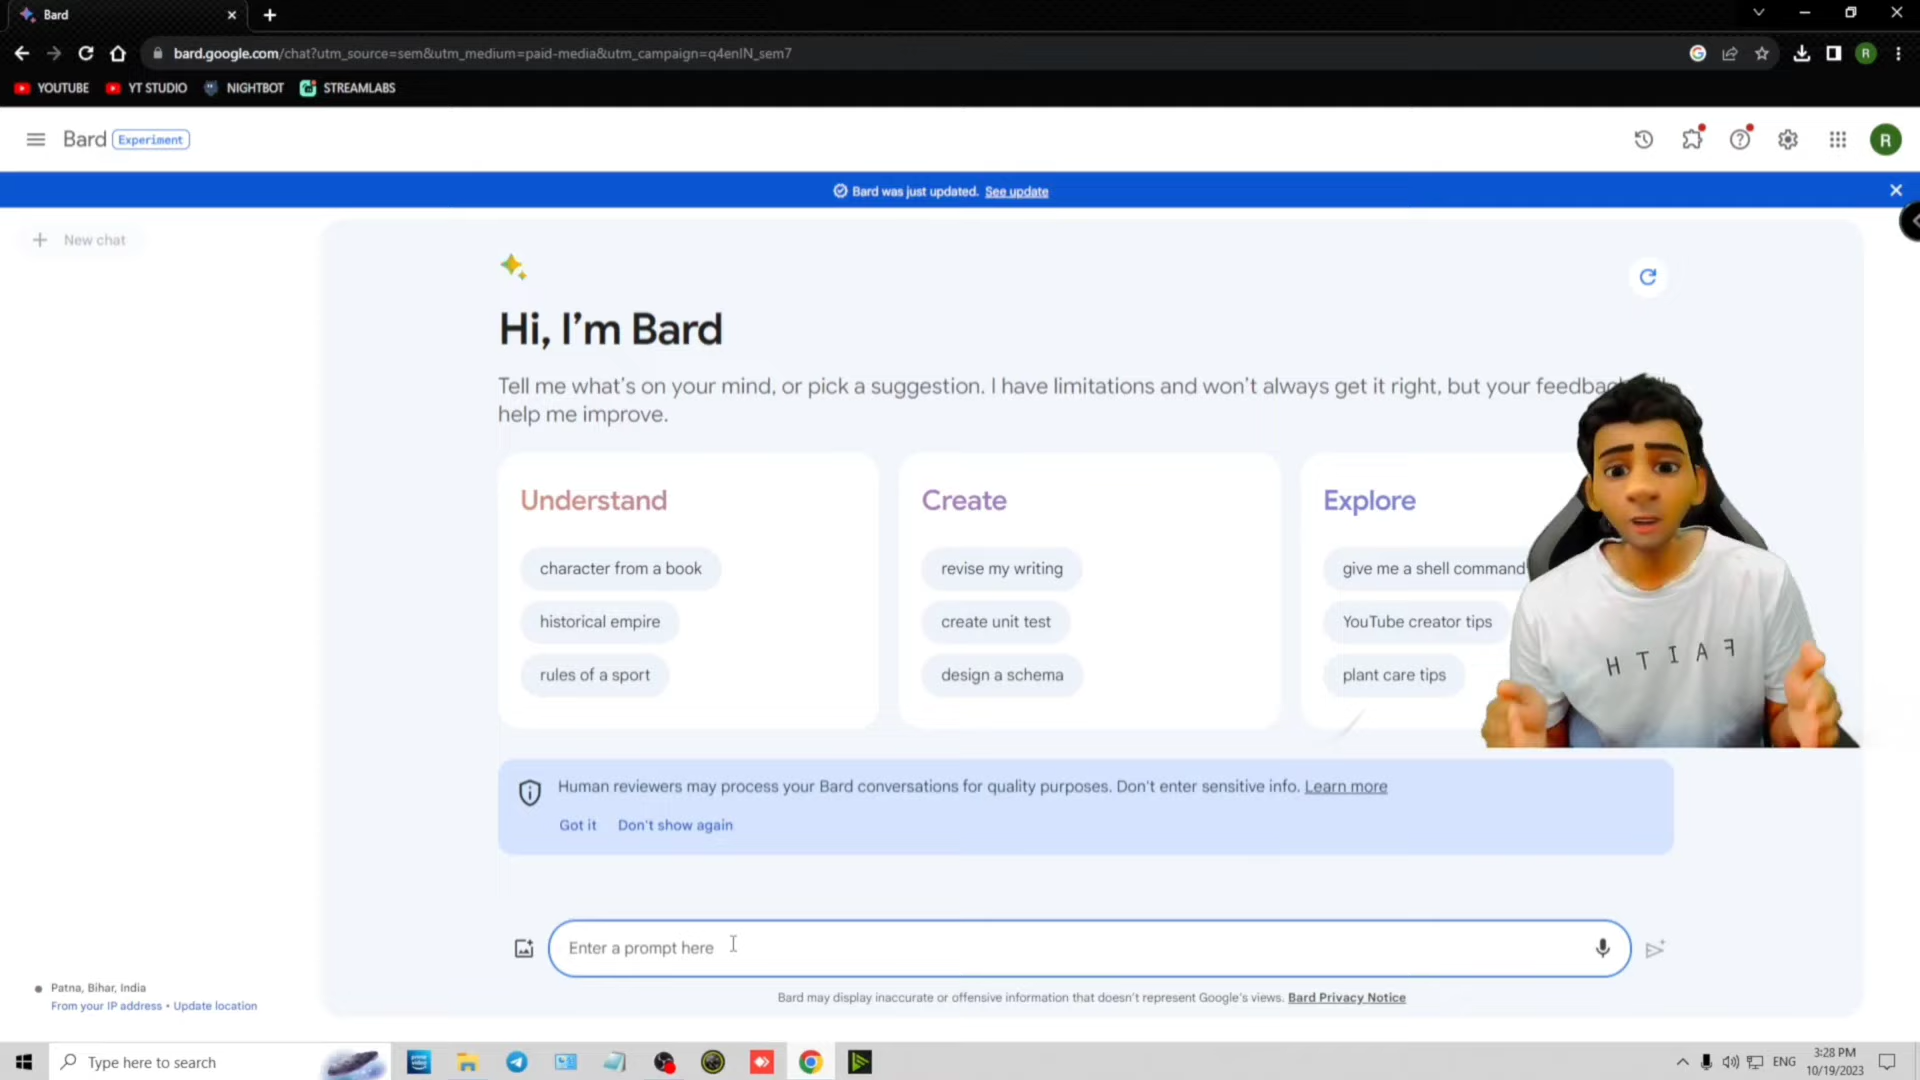 Bard
bard.google.com/chat?utm_source=sem&utm_medium=paid-media&utm_campaign=q4enIN_sem7
R
YOUTUBE YT STUDIO NIGHTBOT STREAMLABS
Bard Experiment
R
Bard was just updated. See update
New chat
Hi, I'm Bard
Tell me what's on your mind, or pick a suggestion. I have limitations and won't always get it right, but your
help me improve.
Understand
character from a book
historical empire
rules of a sport
Create
revise my writing
create unit test
design a schema
Explore
give me a shell command
YouTube creator tips
plant care tips
HTIAF
Human reviewers may process your Bard conversations for quality purposes. Don't enter sensitive info. Learn more
Got it Don't show again
Enter a prompt here
Patna, Bihar, India
From your IP address • Update location
Bard may display inaccurate or offensive information that doesn't represent Google's views. Bard Privacy Notice
Type here to search
prime video
ENG
3:28 PM
10/19/2023